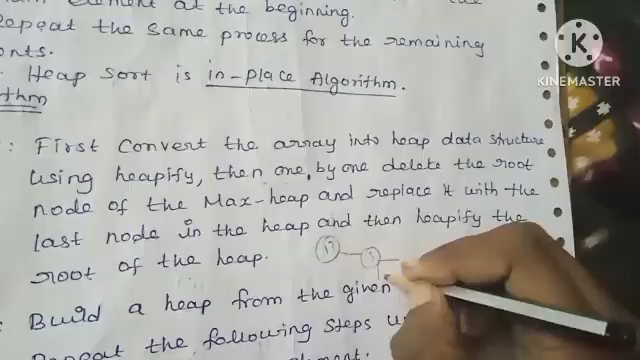 element at the beginning.
Repeat the same process for the remaining
Heap Sort is in-place Algorithm.
: First convert the array into heap data structure
using heapify, then one by one delete the root
node of the Max-heap and replace it with the
last node in the heap and then heapify the
root of the heap.
17 3
: Build a heap from the given
Repeat the following steps
KINEMASTER